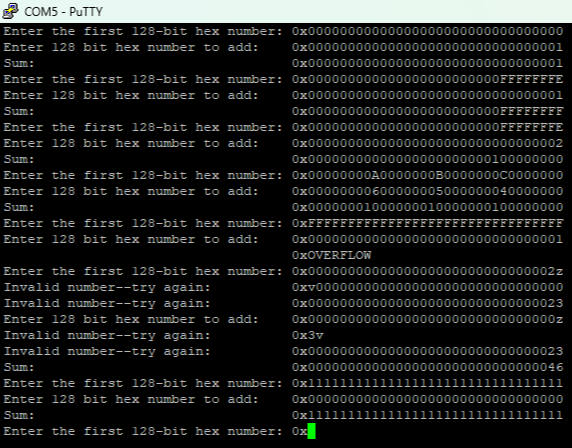 COM5 - PuTTY
Enter the first 128-bit hex number: 0x00000000000000000000000000000000
Enter 128 bit hex number to add: 0x00000000000000000000000000000001
Sum: 0x00000000000000000000000000000001
Enter the first 128-bit hex number: 0x000000000000000000000000FFFFFFFE
Enter 128 bit hex number to add: 0x00000000000000000000000000000001
Sum: 0x000000000000000000000000FFFFFFFF
Enter the first 128-bit hex number: 0x000000000000000000000000FFFFFFFE
Enter 128 bit hex number to add: 0x00000000000000000000000000000002
Sum: 0x00000000000000000000000100000000
Enter the first 128-bit hex number: 0x00000000A0000000B0000000C0000000
Enter 128 bit hex number to add: 0x00000000600000005000000040000000
Sum: 0x00000001000000010000000100000000
Enter the first 128-bit hex number: 0xFFFFFFFFFFFFFFFFFFFFFFFFFFFFFFFF
Enter 128 bit hex number to add: 0x00000000000000000000000000000001
0xOVERFLOW
Enter the first 128-bit hex number: 0x0000000000000000000000000000002z
Invalid number--try again: 0xv0000000000000000000000000000000
Invalid number--try again: 0x00000000000000000000000000000023
Enter 128 bit hex number to add: 0x0000000000000000000000000000000z
Invalid number--try again: 0x3v
Invalid number--try again: 0x00000000000000000000000000000023
Sum: 0x00000000000000000000000000000046
Enter the first 128-bit hex number: 0x11111111111111111111111111111111
Enter 128 bit hex number to add: 0x00000000000000000000000000000000
Sum: 0x11111111111111111111111111111111
Enter the first 128-bit hex number: 0x